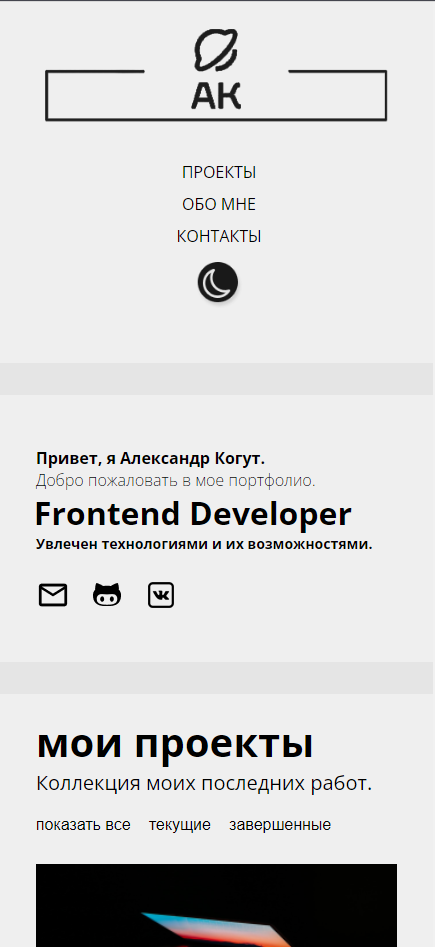 АК
ПРОЕКТЫ
ОБО МНЕ
КОНТАКТЫ
Привет, я Александр Когут.
Добро пожаловать в мое портфолио.
Frontend Developer
Увлечен технологиями и их возможностями.
мои проекты
Коллекция моих последних работ.
показать все текущие завершенные